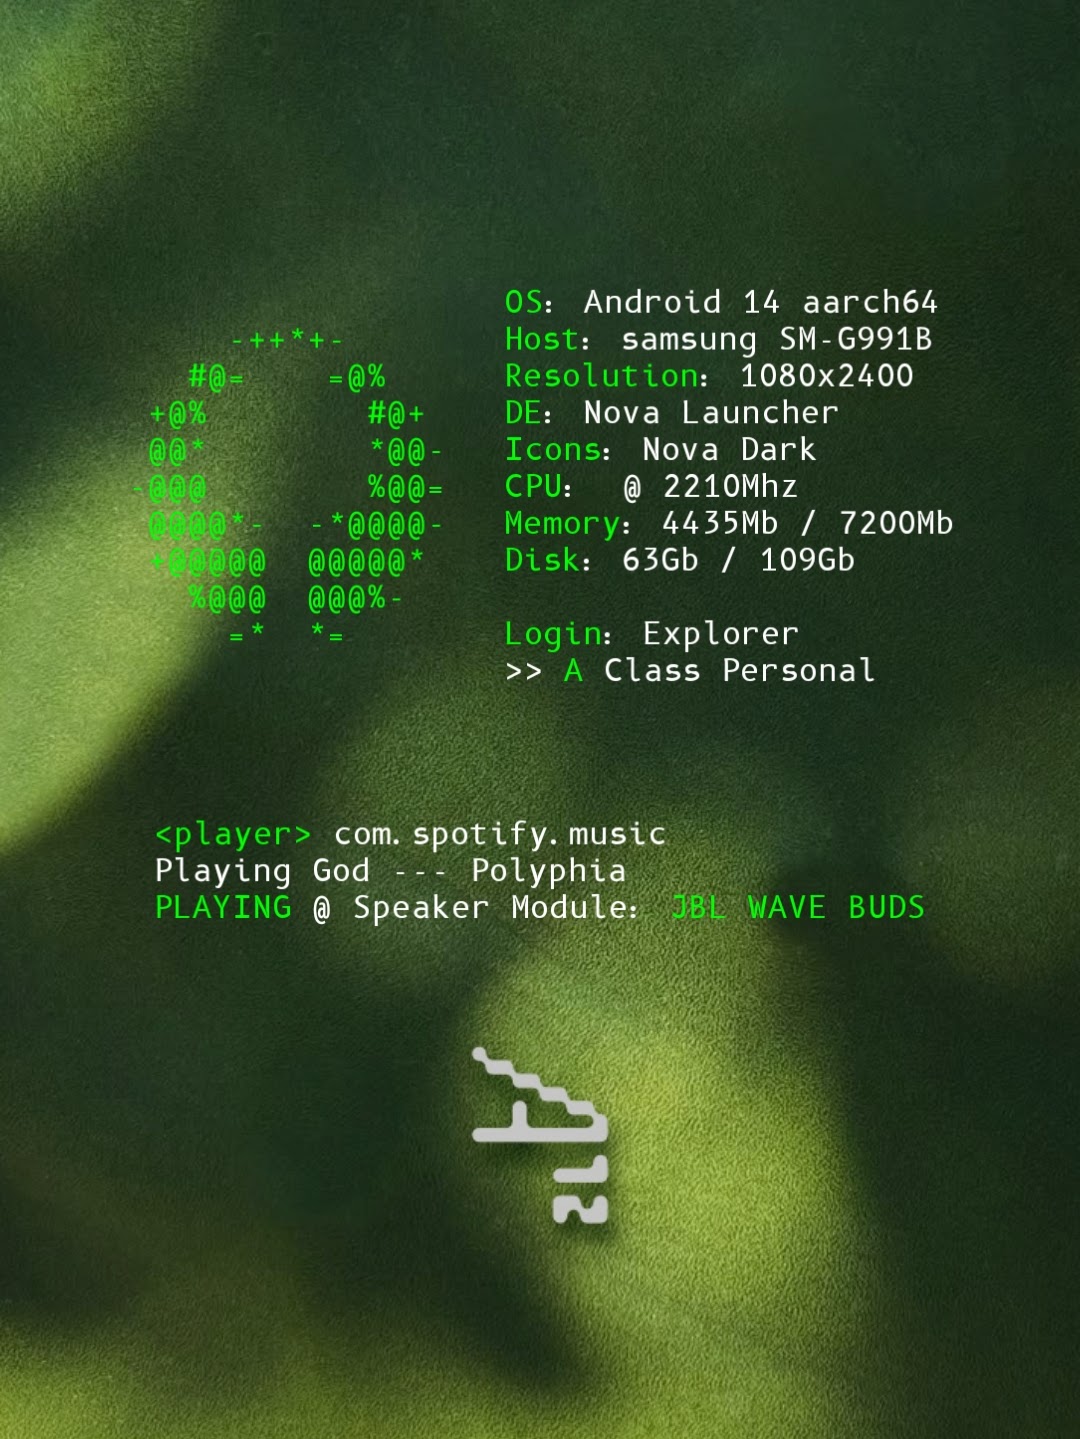 -++*+-
#@= =@%
+@% #@+
@@* *@@-
-@@@ %@@=
@@@@*- -*@@@@-
+@@@@@ @@@@@*
%@@@ @@@%-
=* *=
OS: Android 14 aarch64
Host: samsung SM-G991B
Resolution: 1080x2400
DE: Nova Launcher
Icons: Nova Dark
CPU: @ 2210Mhz
Memory: 4435Mb / 7200Mb
Disk: 63Gb / 109Gb
Login: Explorer
>> A Class Personal
<player> com.spotify.music
Playing God --- Polyphia
PLAYING @ Speaker Module: JBL WAVE BUDS